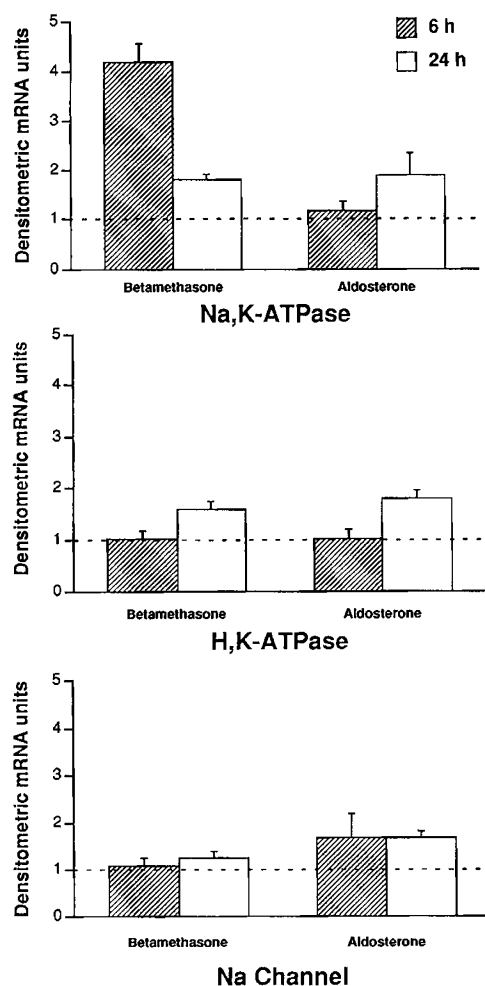 Densitometric mRNA units
5
4
3
2
1
0
6 h
24 h
Betamethasone Aldosterone
Na,K-ATPase
Densitometric mRNA units
5
4
3
2
1
0
Betamethasone Aldosterone
H,K-ATPase
Densitometric mRNA units
5
4
3
2
1
0
Betamethasone Aldosterone
Na Channel